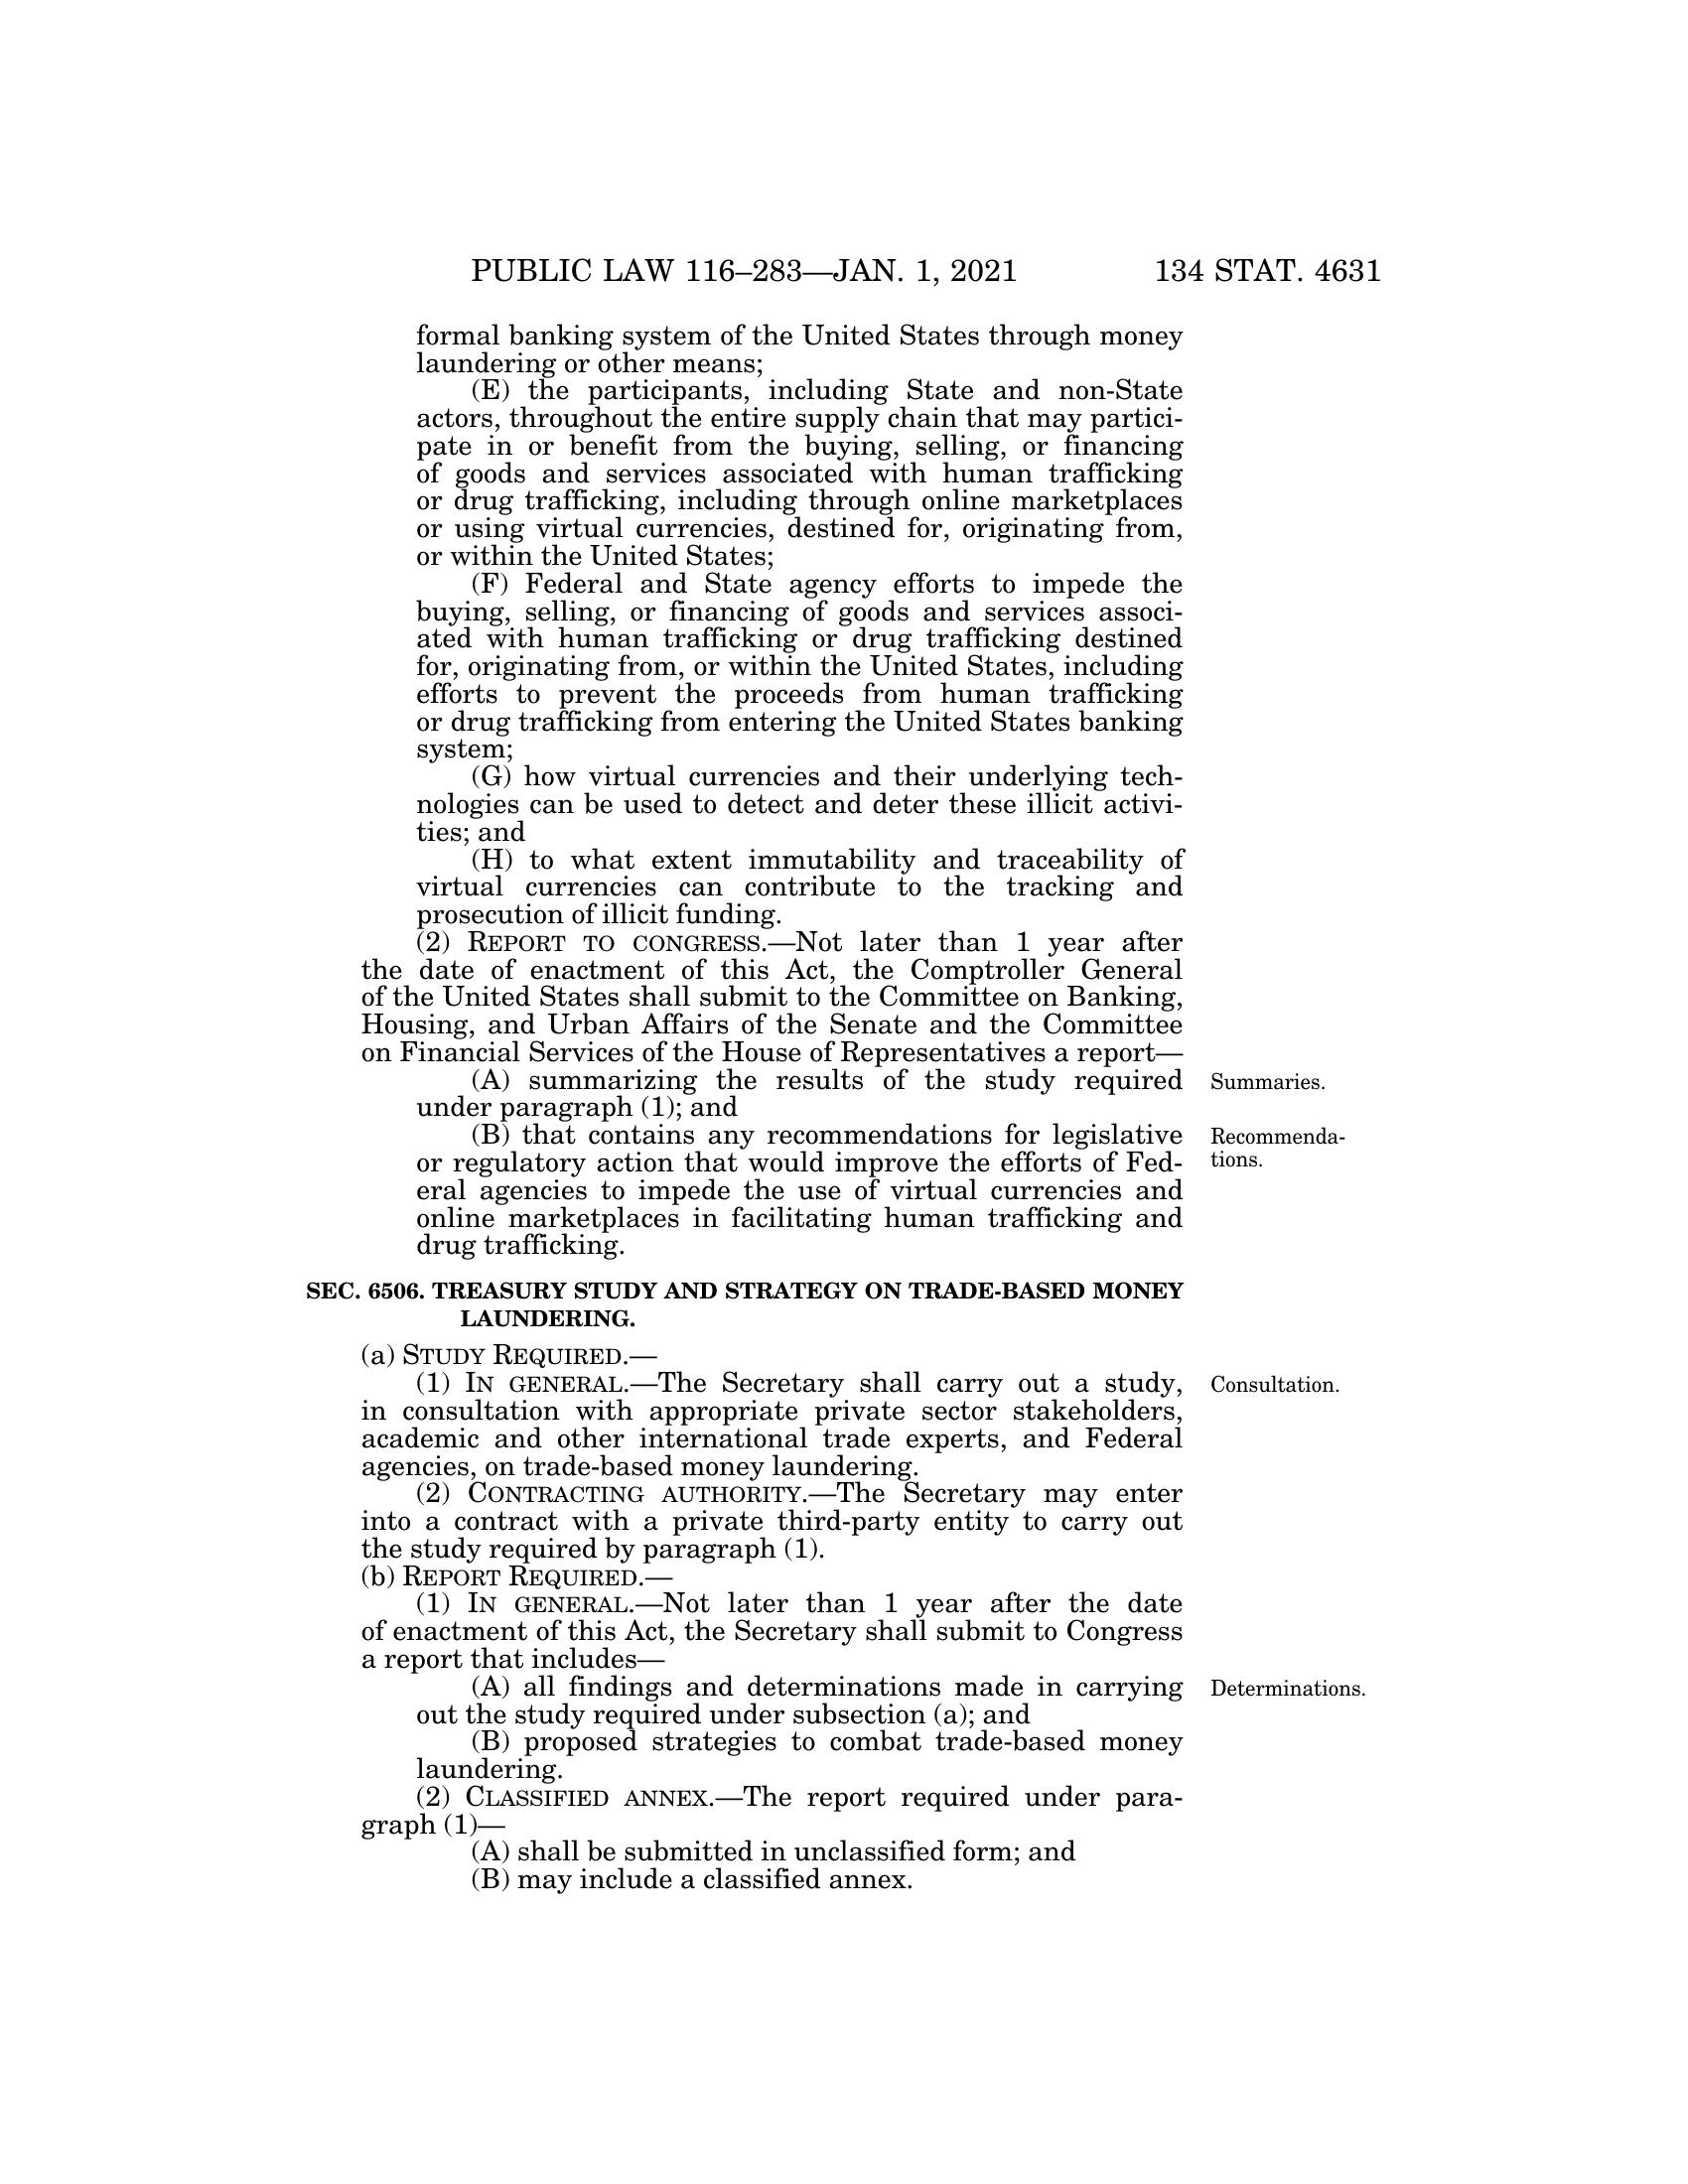 PUBLIC LAW 116–283—JAN. 1, 2021 134 STAT. 4631
formal banking system of the United States through money
laundering or other means;
(E) the participants, including State and non-State
actors, throughout the entire supply chain that may partici-
pate in or benefit from the buying, selling, or financing
of goods and services associated with human trafficking
or drug trafficking, including through online marketplaces
or using virtual currencies, destined for, originating from,
or within the United States;
(F) Federal and State agency efforts to impede the
buying, selling, or financing of goods and services associ-
ated with human trafficking or drug trafficking destined
for, originating from, or within the United States, including
efforts to prevent the proceeds from human trafficking
or drug trafficking from entering the United States banking
system;
(G) how virtual currencies and their underlying tech-
nologies can be used to detect and deter these illicit activi-
ties; and
(H) to what extent immutability and traceability of
virtual currencies can contribute to the tracking and
prosecution of illicit funding.
(2) REPORT TO CONGRESS.—Not later than 1 year after
the date of enactment of this Act, the Comptroller General
of the United States shall submit to the Committee on Banking,
Housing, and Urban Affairs of the Senate and the Committee
on Financial Services of the House of Representatives a report—
(A) summarizing the results of the study required
under paragraph (1); and
Summaries.
(B) that contains any recommendations for legislative
or regulatory action that would improve the efforts of Fed-
eral agencies to impede the use of virtual currencies and
online marketplaces in facilitating human trafficking and
drug trafficking.
Recommenda-
tions.
SEC. 6506. TREASURY STUDY AND STRATEGY ON TRADE-BASED MONEY
LAUNDERING.
(a) STUDY REQUIRED.—
(1) IN GENERAL.—The Secretary shall carry out a study,
in consultation with appropriate private sector stakeholders,
academic and other international trade experts, and Federal
agencies, on trade-based money laundering.
Consultation.
(2) CONTRACTING AUTHORITY.—The Secretary may enter
into a contract with a private third-party entity to carry out
the study required by paragraph (1).
(b) REPORT REQUIRED.—
(1) IN GENERAL.—Not later than 1 year after the date
of enactment of this Act, the Secretary shall submit to Congress
a report that includes—
(A) all findings and determinations made in carrying
out the study required under subsection (a); and
Determinations.
(B) proposed strategies to combat trade-based money
laundering.
(2) CLASSIFIED ANNEX.—The report required under para-
graph (1)—
(A) shall be submitted in unclassified form; and
(B) may include a classified annex.